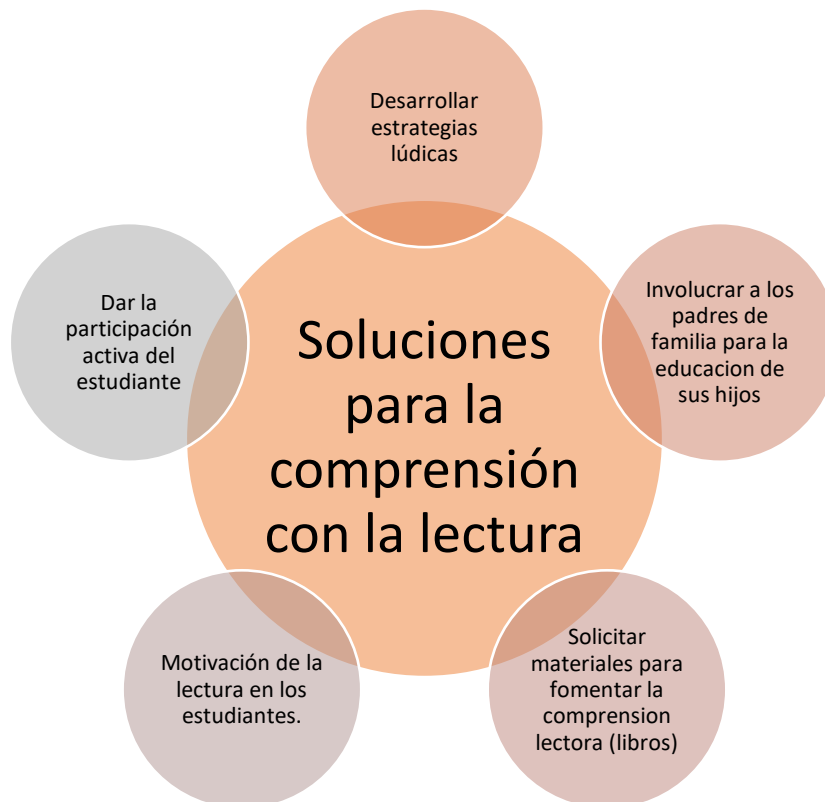 Desarrollar
estrategias
lúdicas
Involucrar a los
padres de
familia para la
educacion de
sus hijos
Solicitar
materiales para
fomentar la
comprension
lectora (libros)
Motivación de la
lectura en los
estudiantes.
Dar la
participación
activa del
estudiante
Soluciones
para la
comprensión
con la lectura